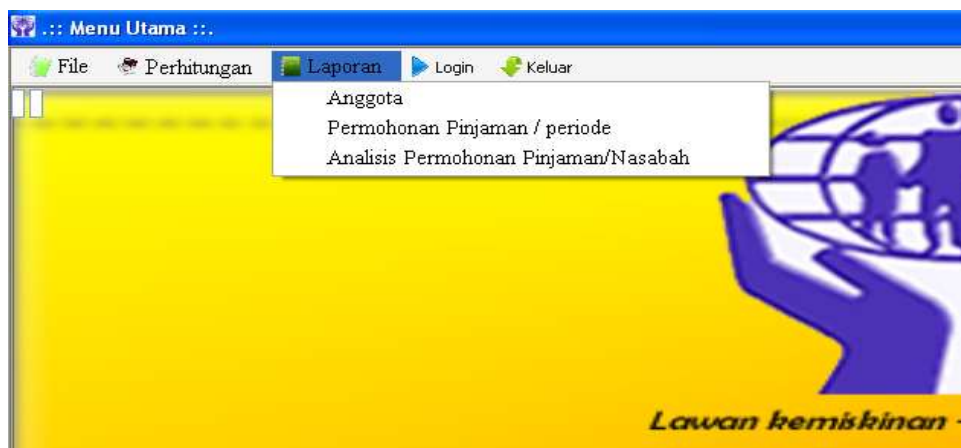 .:: Menu Utama ::.
File Perhitungan Laporan Login Keluar
Anggota
Permohonan Pinjaman / periode
Analisis Permohonan Pinjaman/Nasabah
Lawan kemiskinan -